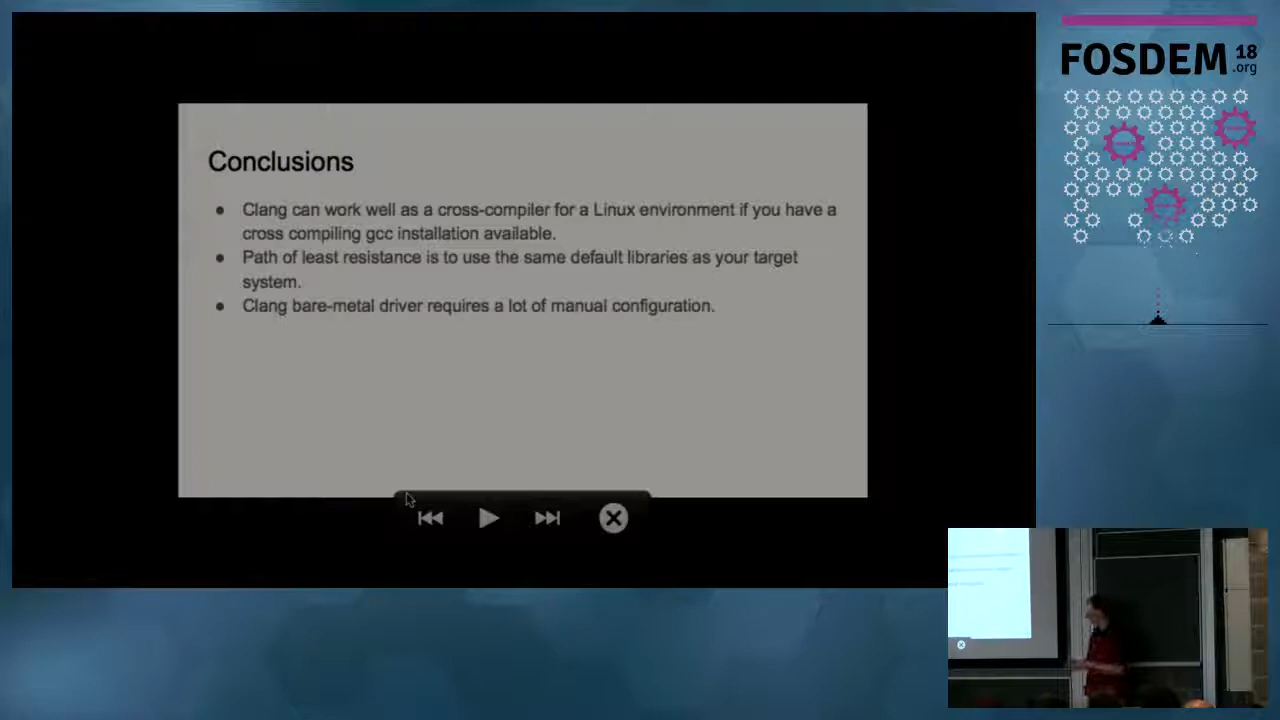 FOSDEM 18
.org
Conclusions
● Clang can work well as a cross-compiler for a Linux environment if you have a
cross compiling gcc installation available.
● Path of least resistance is to use the same default libraries as your target
system.
● Clang bare-metal driver requires a lot of manual configuration.